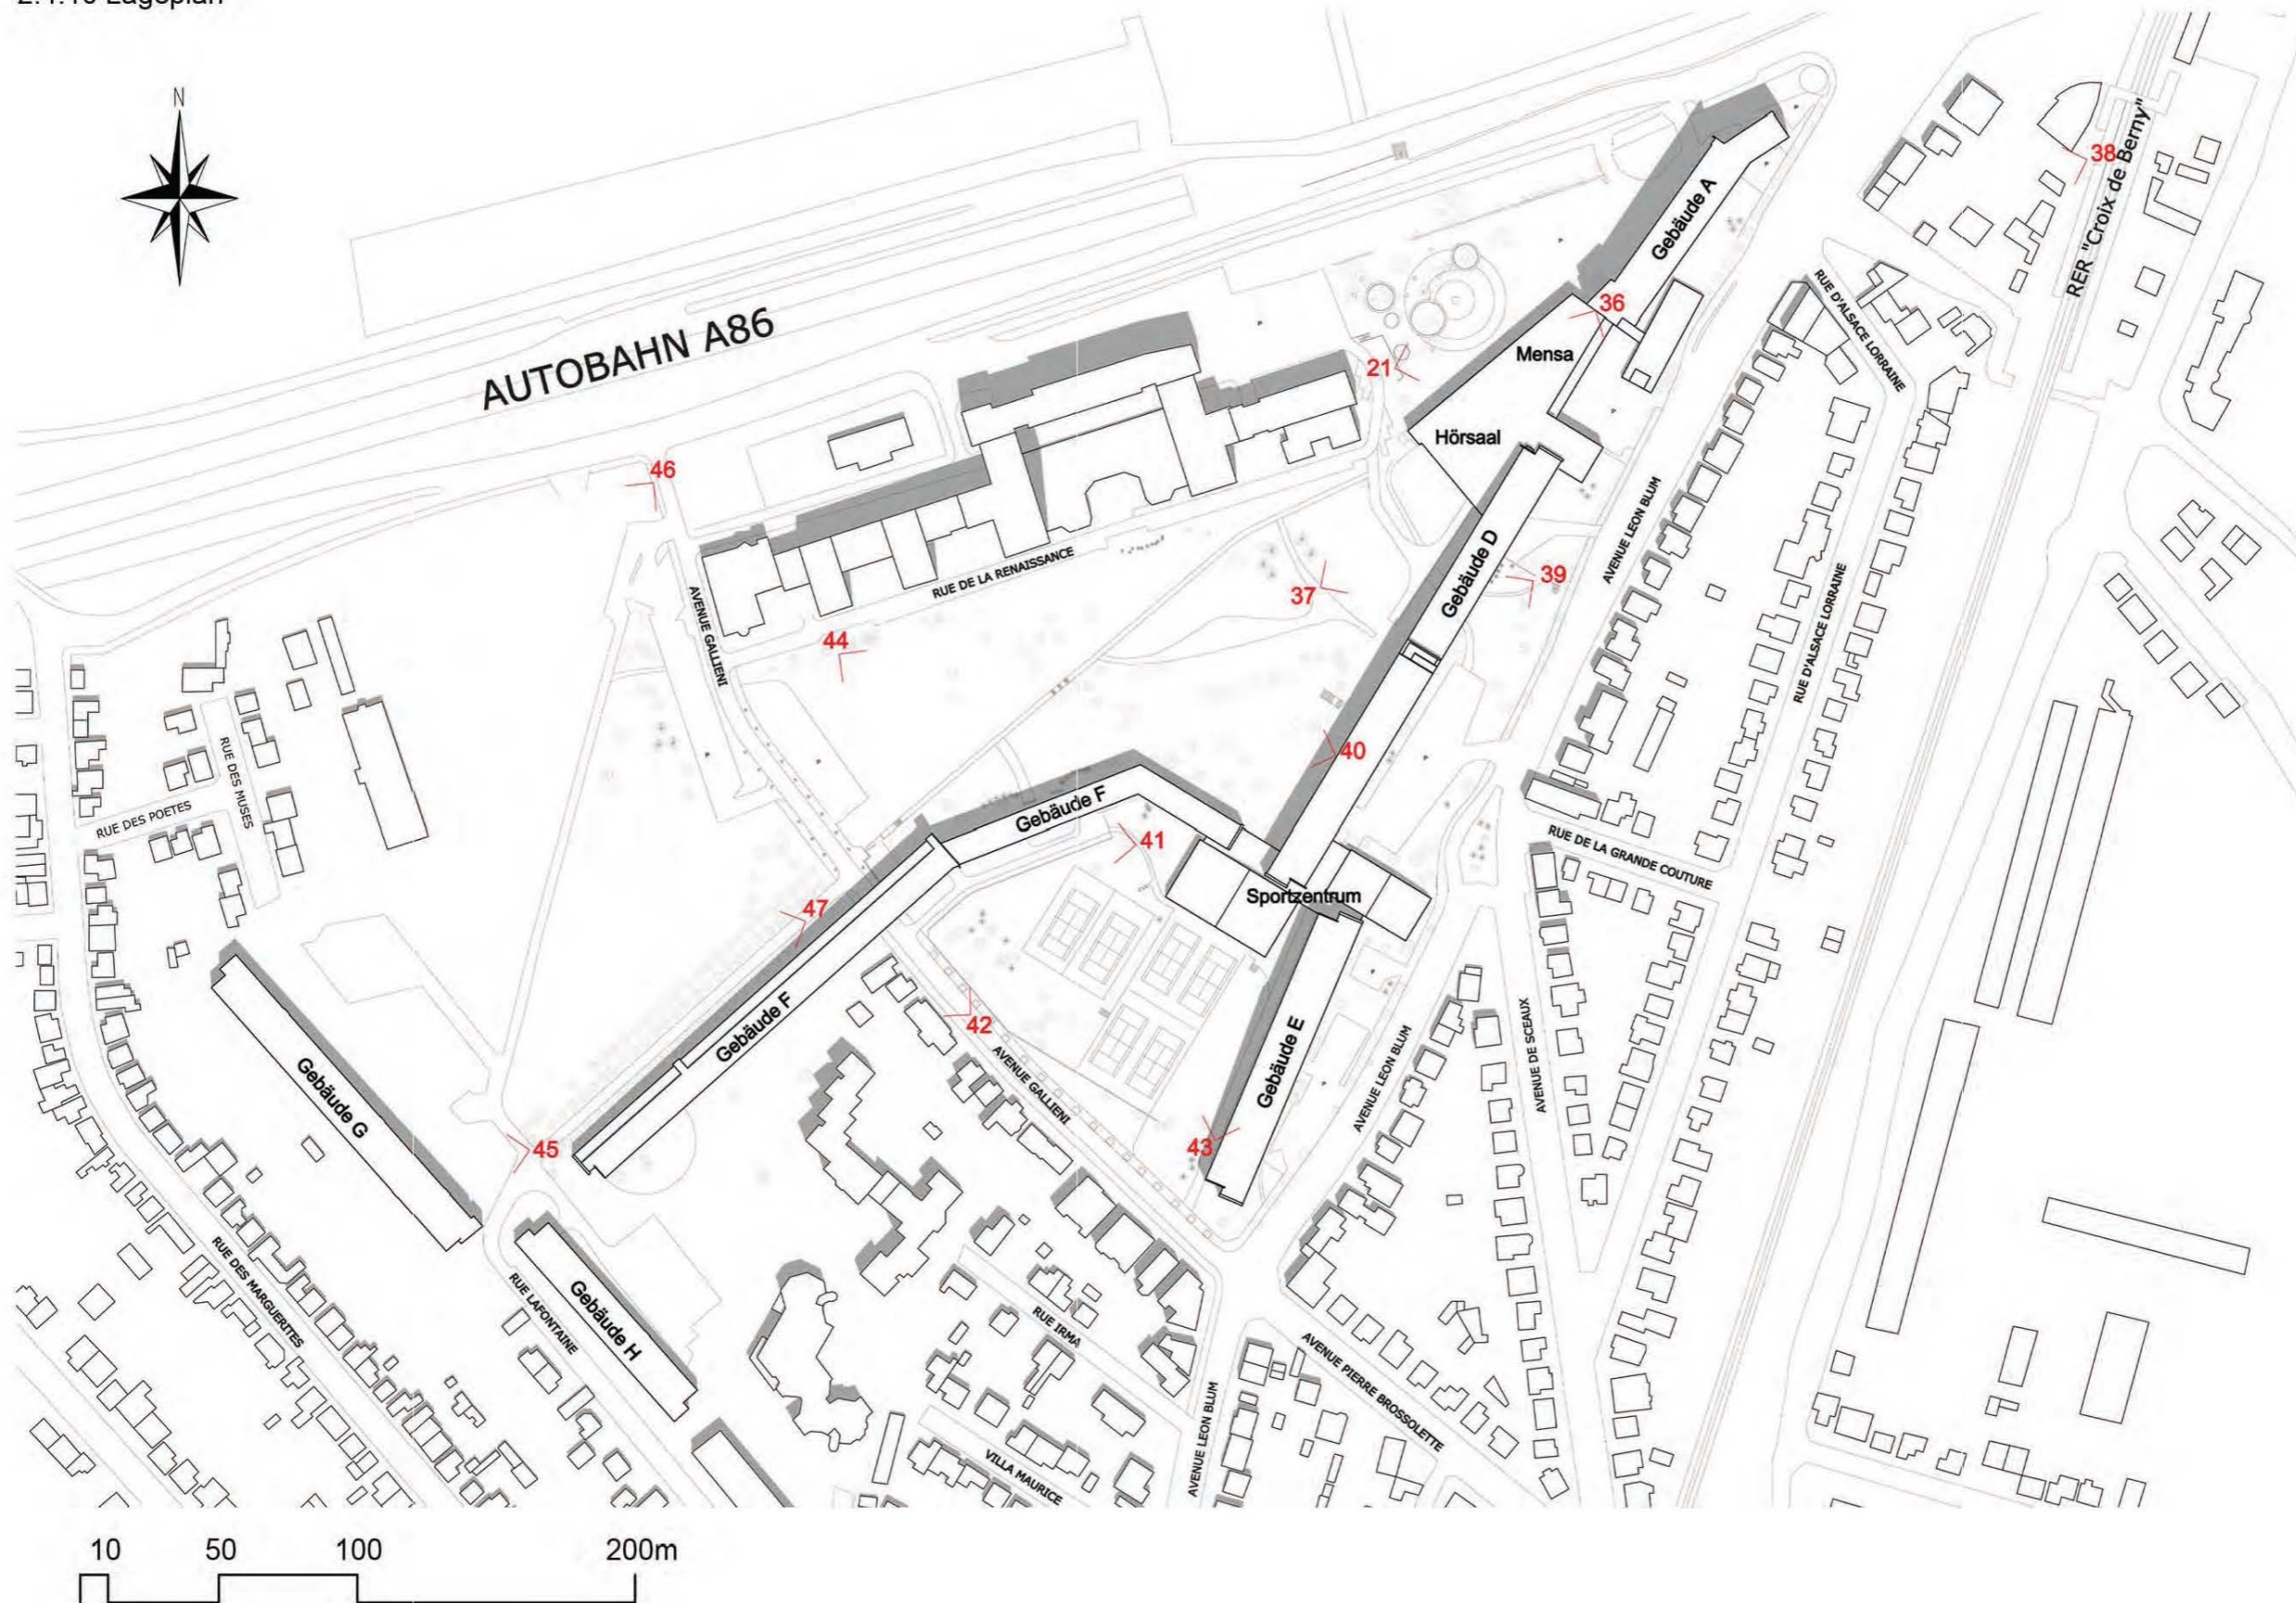 2.1.10 Lageplan
N
AUTOBAHN A86
RER "Croix de Berny"
38
Gebäude A
36
Mensa
21
Hörsaal
RUE D'ALSACE LORRAINE
46
AVENUE LEON BLUM
Gebäude D
39
RUE DE LA RENAISSANCE
37
AVENUE GALLIENI
44
RUE D'ALSACE LORRAINE
40
RUE DES MUSES
RUE DES POETES
Gebäude F
41
RUE DE LA GRANDE COUTURE
Sportzentrum
47
42
Gebäude F
AVENUE GALLIENI
Gebäude E
AVENUE LEON BLUM
AVENUE DE SCEAUX
Gebäude G
45
43
RUE DES MARGUERITES
RUE LAFONTAINE
Gebäude H
RUE IRMA
AVENUE PIERRE BROSSOLETTE
AVENUE LEON BLUM
VILLA MAURICE
10 50 100 200m